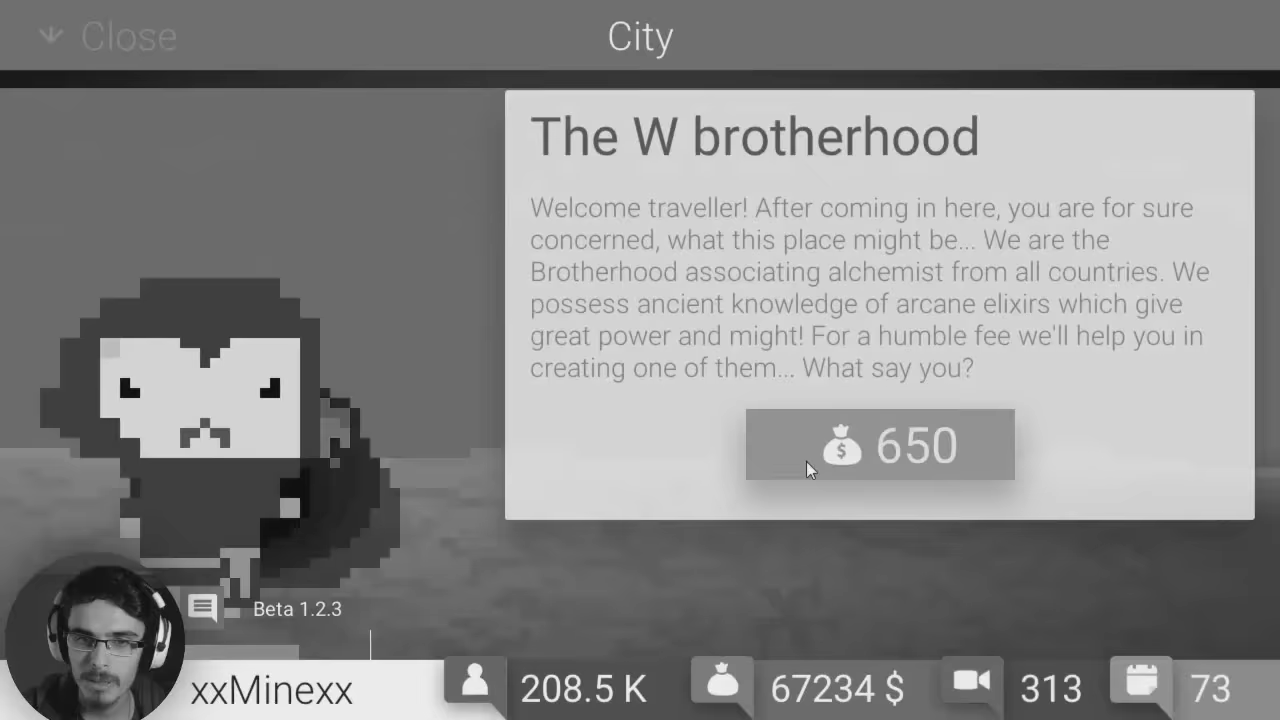 Close
City
The W brotherhood
Welcome traveller! After coming in here, you are for sure
concerned, what this place might be... We are the
Brotherhood associating alchemist from all countries. We
possess ancient knowledge of arcane elixirs which give
great power and might! For a humble fee we'll help you in
creating one of them... What say you?
$ 650
Beta 1.2.3
xxMinexx
208.5 K
67234 $
313
73